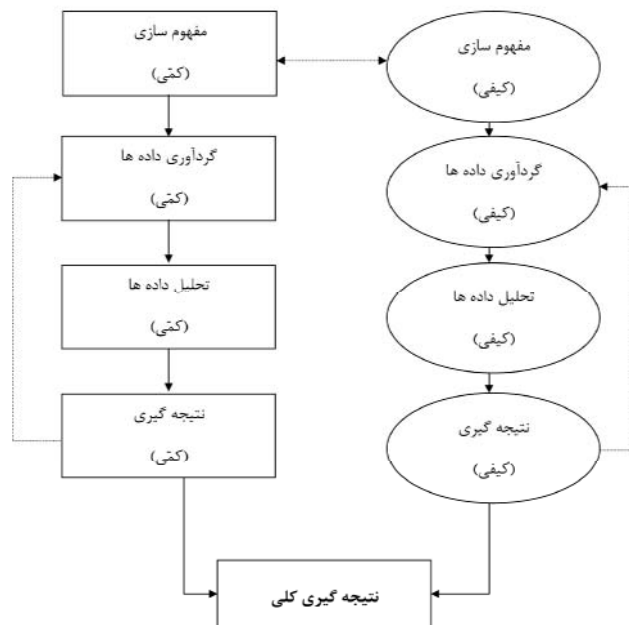 مفهوم سازی
(کمّی)
مفهوم سازی
(کیفی)
گردآوری داده ها
(کمّی)
گردآوری داده ها
(کیفی)
تحلیل داده ها
(کمّی)
تحلیل داده ها
(کیفی)
نتیجه گیری
(کمّی)
نتیجه گیری
(کیفی)
نتیجه گیری کلی